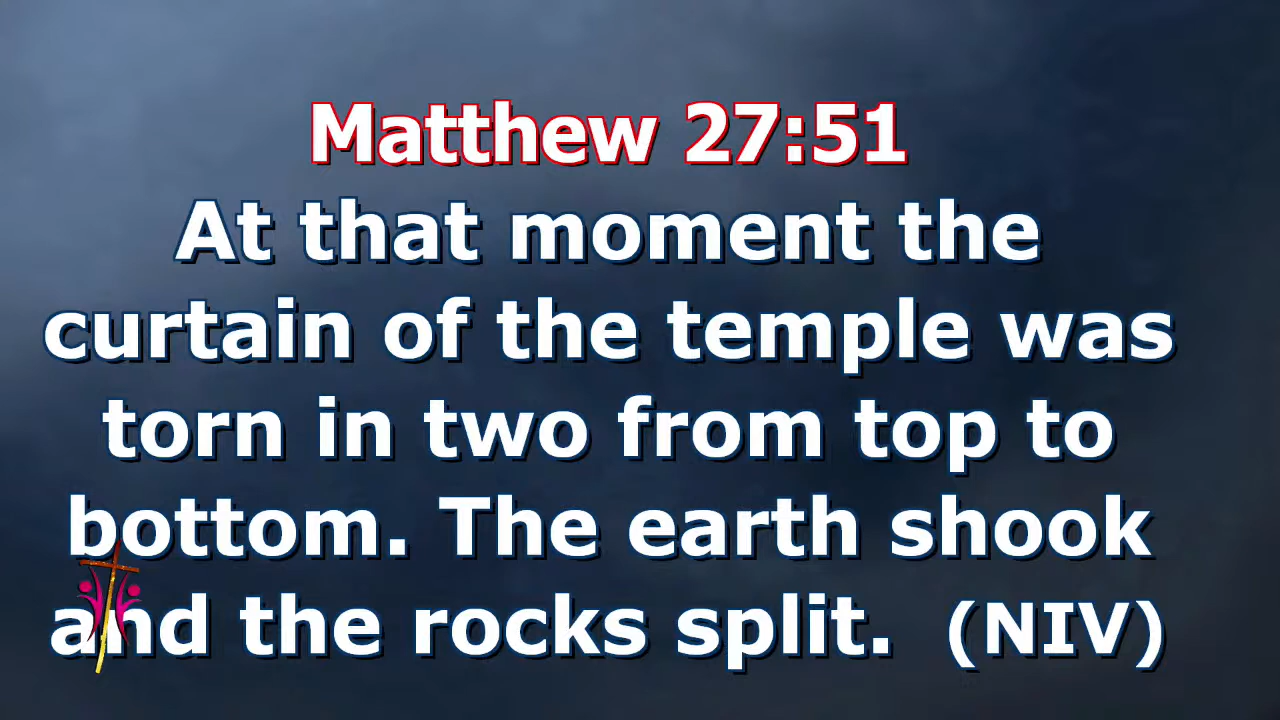 Matthew 27:51
At that moment the
curtain of the temple was
torn in two from top to
bottom. The earth shook
and the rocks split. (NIV)